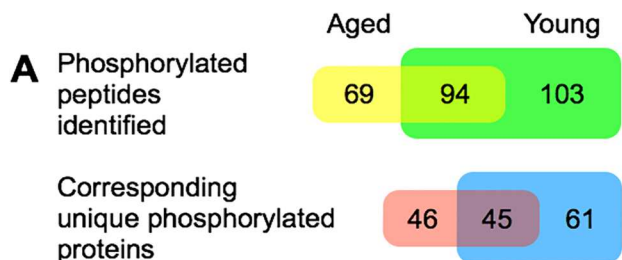 Aged Young
A Phosphorylated
peptides
identified
69 94 103
Corresponding
unique phosphorylated
proteins
46 45 61